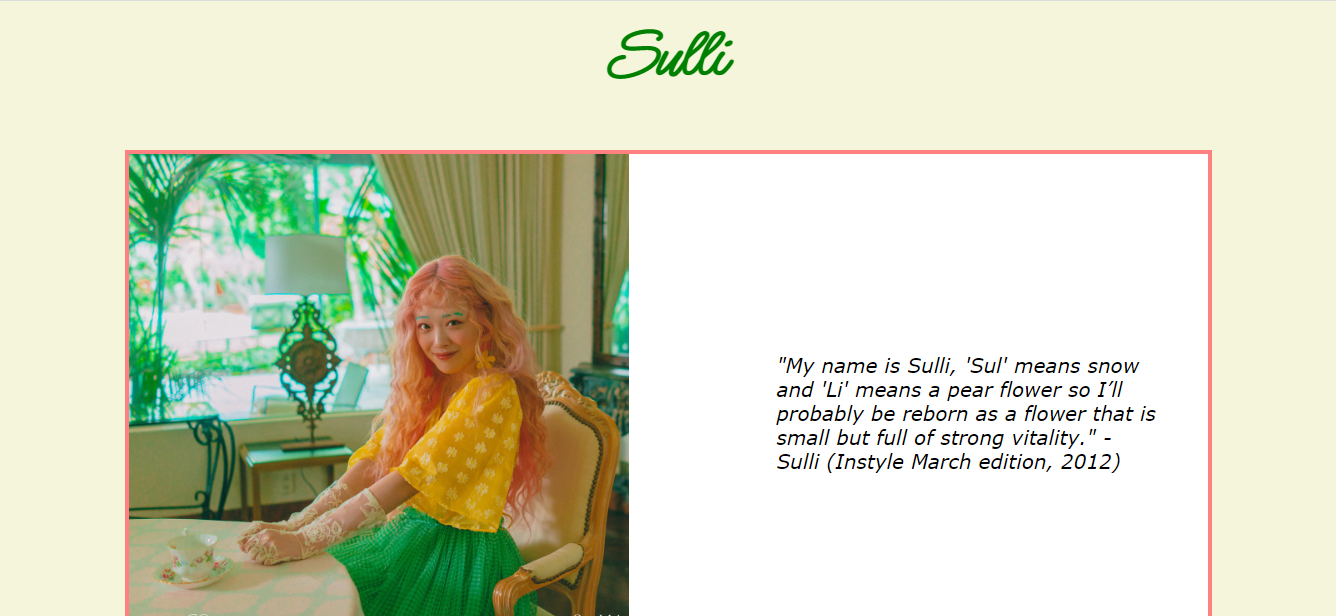 Sulli
"My name is Sulli, 'Sul' means snow
and 'Li' means a pear flower so I’ll
probably be reborn as a flower that is
small but full of strong vitality." -
Sulli (Instyle March edition, 2012)